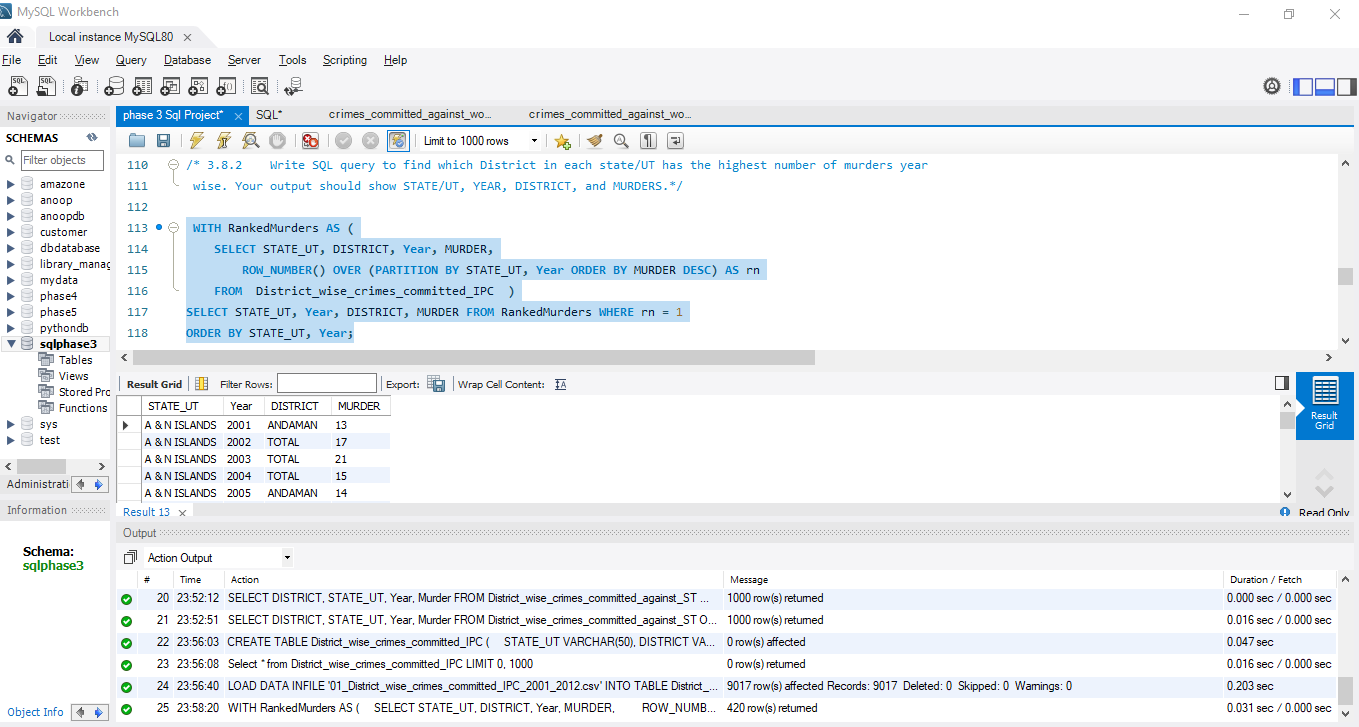 MySQL Workbench
Local instance MySQL80
File Edit View Query Database Server Tools Scripting Help
Navigator
phase 3 Sql Project* SQL* crimes_committed_against_wo... crimes_committed_against_wo...
SCHEMAS
Limit to 1000 rows
Filter objects
amazone
anoop
anoopdb
customer
dbdatabase
library_manag
mydata
phase4
phase5
pythondb
sqlphase3
Tables
Views
Stored Pro
Functions
sys
test
Administrati
Information
Schema:
sqlphase3
Object Info
110 /* 3.8.2 Write SQL query to find which District in each state/UT has the highest number of murders year
111 wise. Your output should show STATE/UT, YEAR, DISTRICT, and MURDERS.*/
112
113 WITH RankedMurders AS (
114 SELECT STATE_UT, DISTRICT, Year, MURDER,
115 ROW_NUMBER() OVER (PARTITION BY STATE_UT, Year ORDER BY MURDER DESC) AS rn
116 FROM District_wise_crimes_committed_IPC )
117 SELECT STATE_UT, Year, DISTRICT, MURDER FROM RankedMurders WHERE rn = 1
118 ORDER BY STATE_UT, Year;
Result Grid Filter Rows: Export: Wrap Cell Content:
STATE_UT Year DISTRICT MURDER
A & N ISLANDS 2001 ANDAMAN 13
A & N ISLANDS 2002 TOTAL 17
A & N ISLANDS 2003 TOTAL 21
A & N ISLANDS 2004 TOTAL 15
A & N ISLANDS 2005 ANDAMAN 14
Result
Grid
Result 13
Read Only
Output
Action Output
# Time Action Message Duration / Fetch
20 23:52:12 SELECT DISTRICT, STATE_UT, Year, Murder FROM District_wise_crimes_committed_against_ST ... 1000 row(s) returned 0.000 sec / 0.000 sec
21 23:52:51 SELECT DISTRICT, STATE_UT, Year, Murder FROM District_wise_crimes_committed_against_ST O... 1000 row(s) returned 0.016 sec / 0.000 sec
22 23:56:03 CREATE TABLE District_wise_crimes_committed_IPC ( STATE_UT VARCHAR(50), DISTRICT VA... 0 row(s) affected 0.047 sec
23 23:56:08 Select * from District_wise_crimes_committed_IPC LIMIT 0, 1000 0 row(s) returned 0.016 sec / 0.000 sec
24 23:56:40 LOAD DATA INFILE '01_District_wise_crimes_committed_IPC_2001_2012.csv' INTO TABLE District_... 9017 row(s) affected Records: 9017 Deleted: 0 Skipped: 0 Warnings: 0 0.203 sec
25 23:58:20 WITH RankedMurders AS ( SELECT STATE_UT, DISTRICT, Year, MURDER, ROW_NUMB... 420 row(s) returned 0.031 sec / 0.000 sec